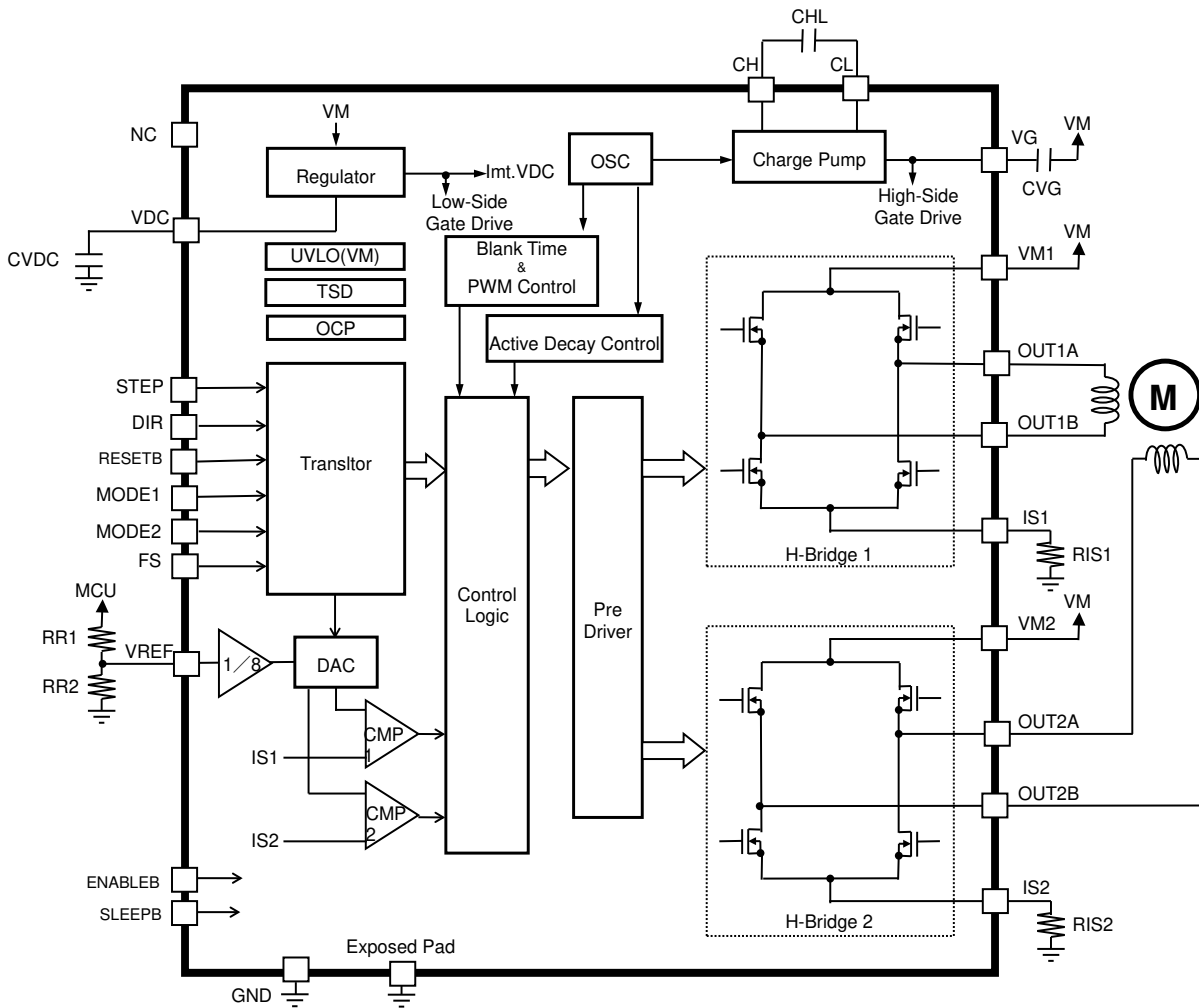 CHL
CH
CL
NC
VM
Regulator
Imt.VDC
Low-Side
Gate Drive
OSC
Charge Pump
High-Side
Gate Drive
VG
VM
CVG
VDC
CVDC
UVLO(VM)
TSD
OCP
Blank Time
&
PWM Control
Active Decay Control
VM1
VM
OUT1A
OUT1B
M
STEP
DIR
RESETB
MODE1
MODE2
FS
Transltor
Control
Logic
Pre
Driver
H-Bridge 1
IS1
RIS1
MCU
RR1
RR2
VREF
1/8
DAC
CMP
1
IS1
CMP
2
IS2
VM2
VM
OUT2A
OUT2B
H-Bridge 2
IS2
RIS2
ENABLEB
SLEEPB
Exposed Pad
GND